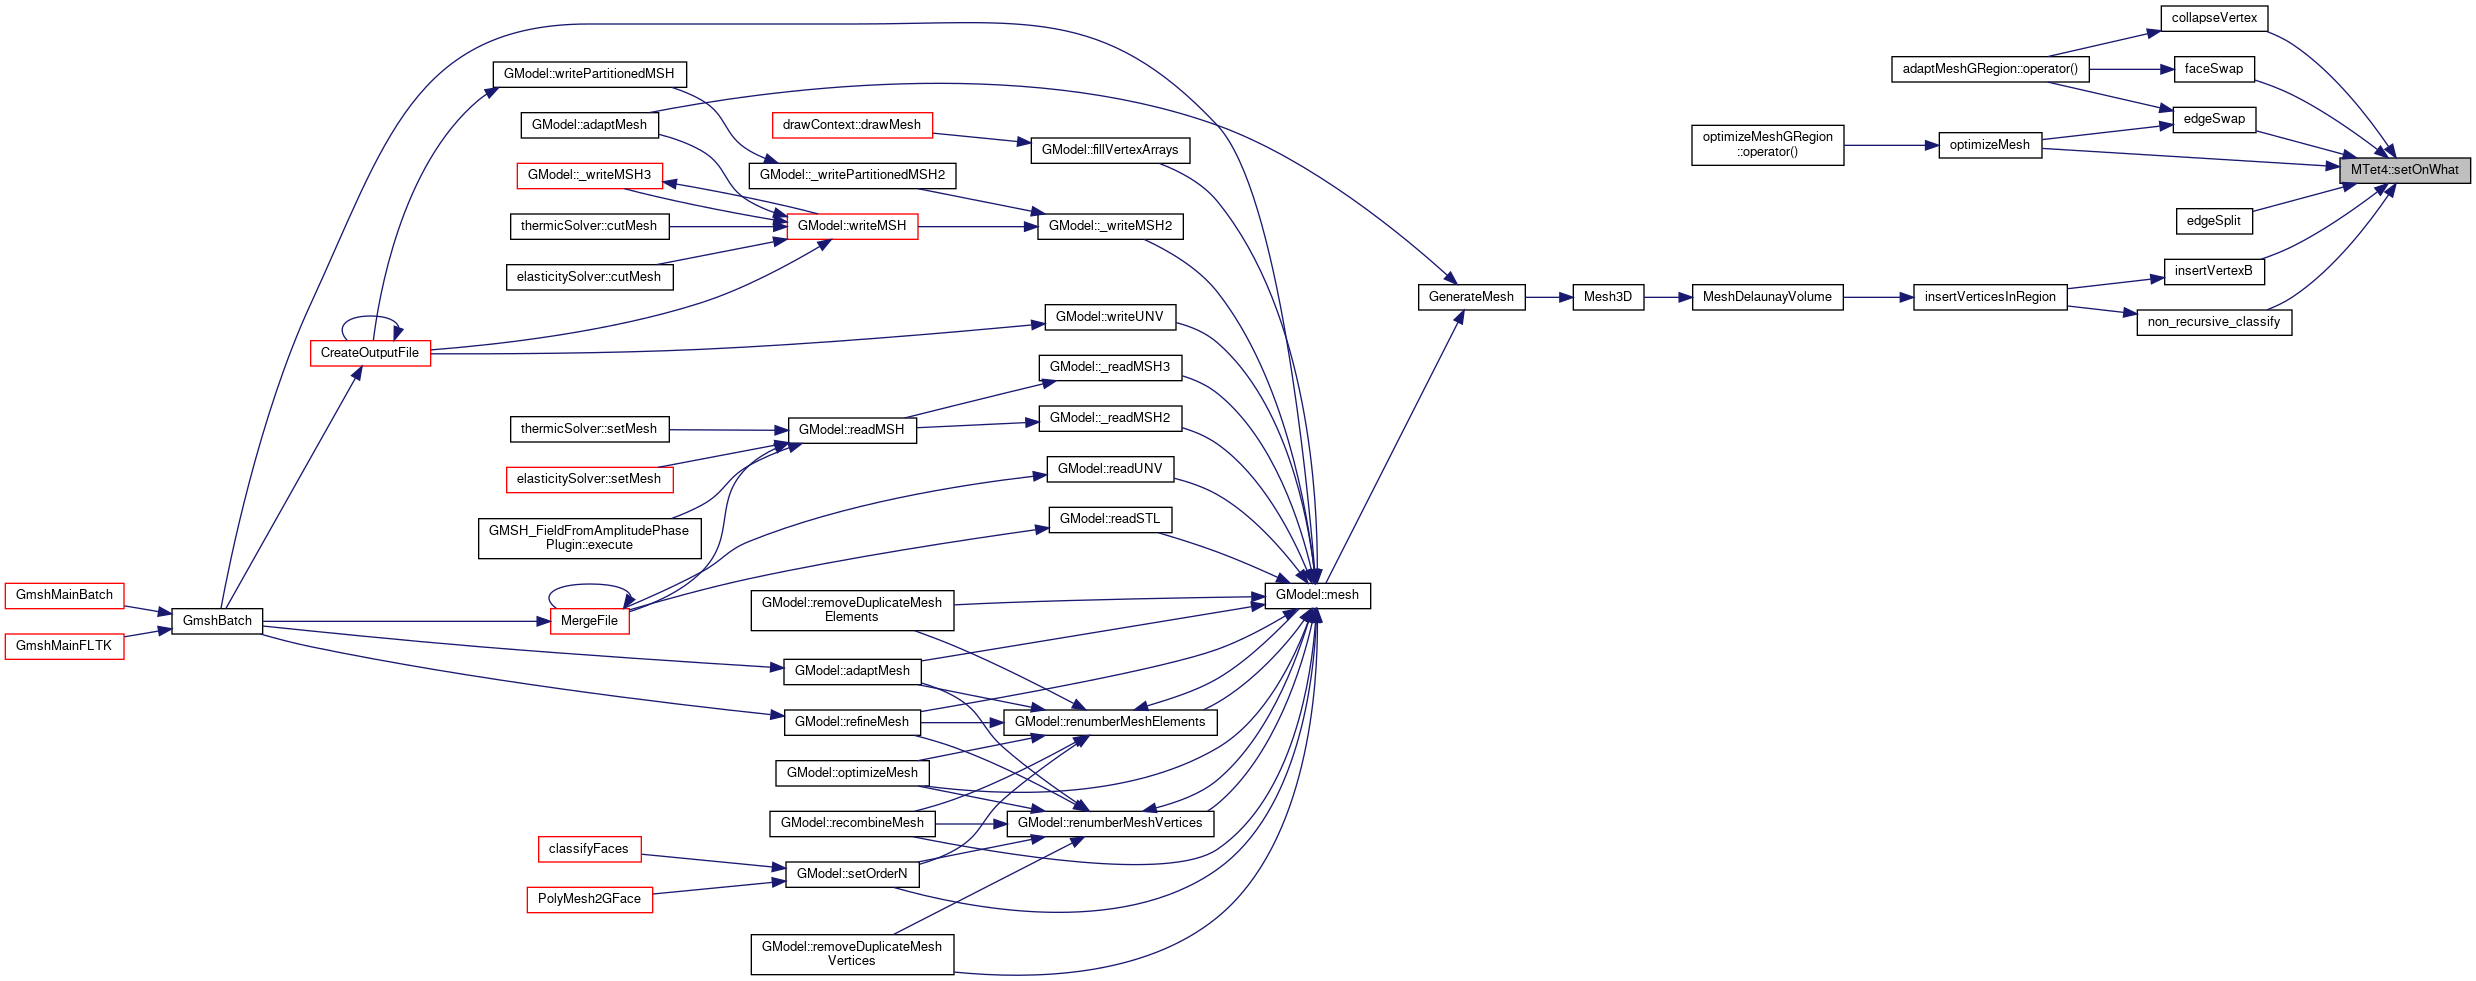 collapseVertex
GModel::writePartitionedMSH
adaptMeshGRegion::operator()
faceSwap
GModel::adaptMesh
drawContext::drawMesh
edgeSwap
optimizeMeshGRegion
::operator()
optimizeMesh
GModel::fillVertexArrays
MTet4::setOnWhat
GModel::_writeMSH3
GModel::_writePartitionedMSH2
thermicSolver::cutMesh
GModel::writeMSH
GModel::_writeMSH2
edgeSplit
elasticitySolver::cutMesh
insertVertexB
GenerateMesh
Mesh3D
MeshDelaunayVolume
insertVerticesInRegion
GModel::writeUNV
non_recursive_classify
CreateOutputFile
GModel::_readMSH3
GModel::_readMSH2
thermicSolver::setMesh
GModel::readMSH
GModel::readUNV
elasticitySolver::setMesh
GModel::readSTL
GMSH_FieldFromAmplitudePhase
Plugin::execute
GmshMainBatch
GModel::mesh
GModel::removeDuplicateMesh
Elements
GmshBatch
MergeFile
GmshMainFLTK
GModel::adaptMesh
GModel::refineMesh
GModel::renumberMeshElements
GModel::optimizeMesh
GModel::recombineMesh
GModel::renumberMeshVertices
classifyFaces
GModel::setOrderN
PolyMesh2GFace
GModel::removeDuplicateMesh
Vertices